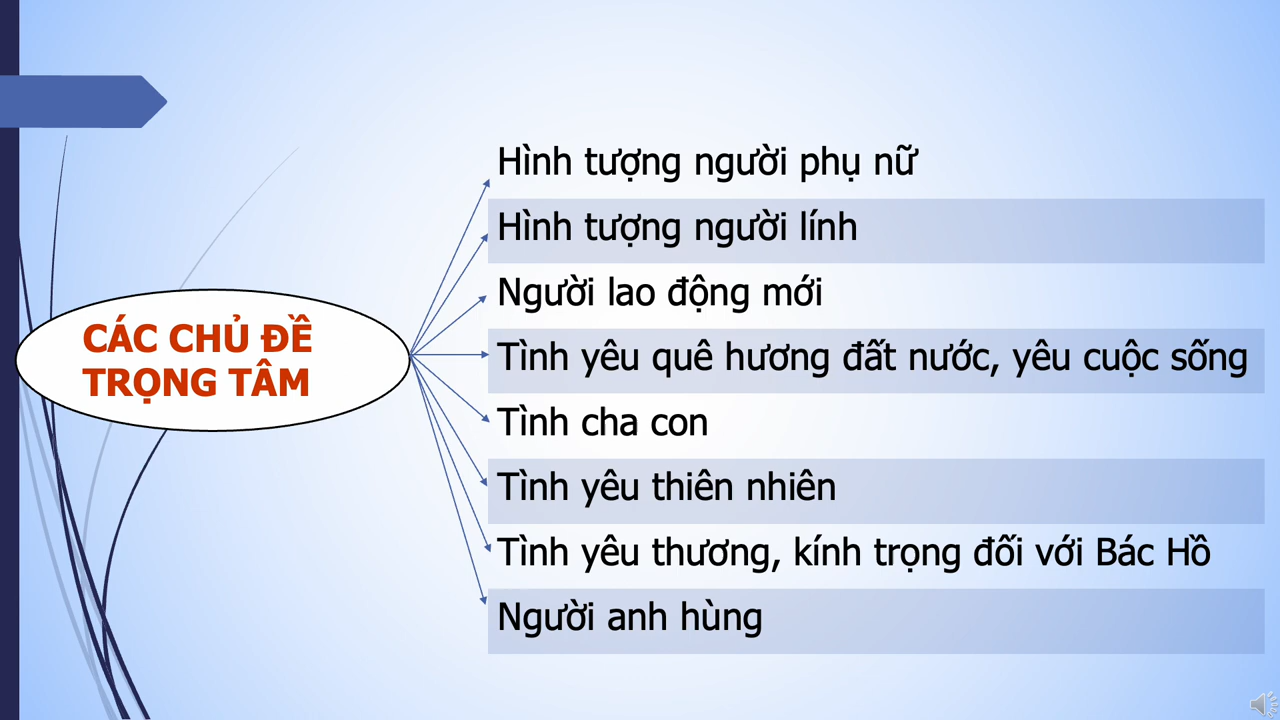 CÁC CHỦ ĐỀ
TRỌNG TÂM
Hình tượng người phụ nữ
Hình tượng người lính
Người lao động mới
Tình yêu quê hương đất nước, yêu cuộc sống
Tình cha con
Tình yêu thiên nhiên
Tình yêu thương, kính trọng đối với Bác Hồ
Người anh hùng